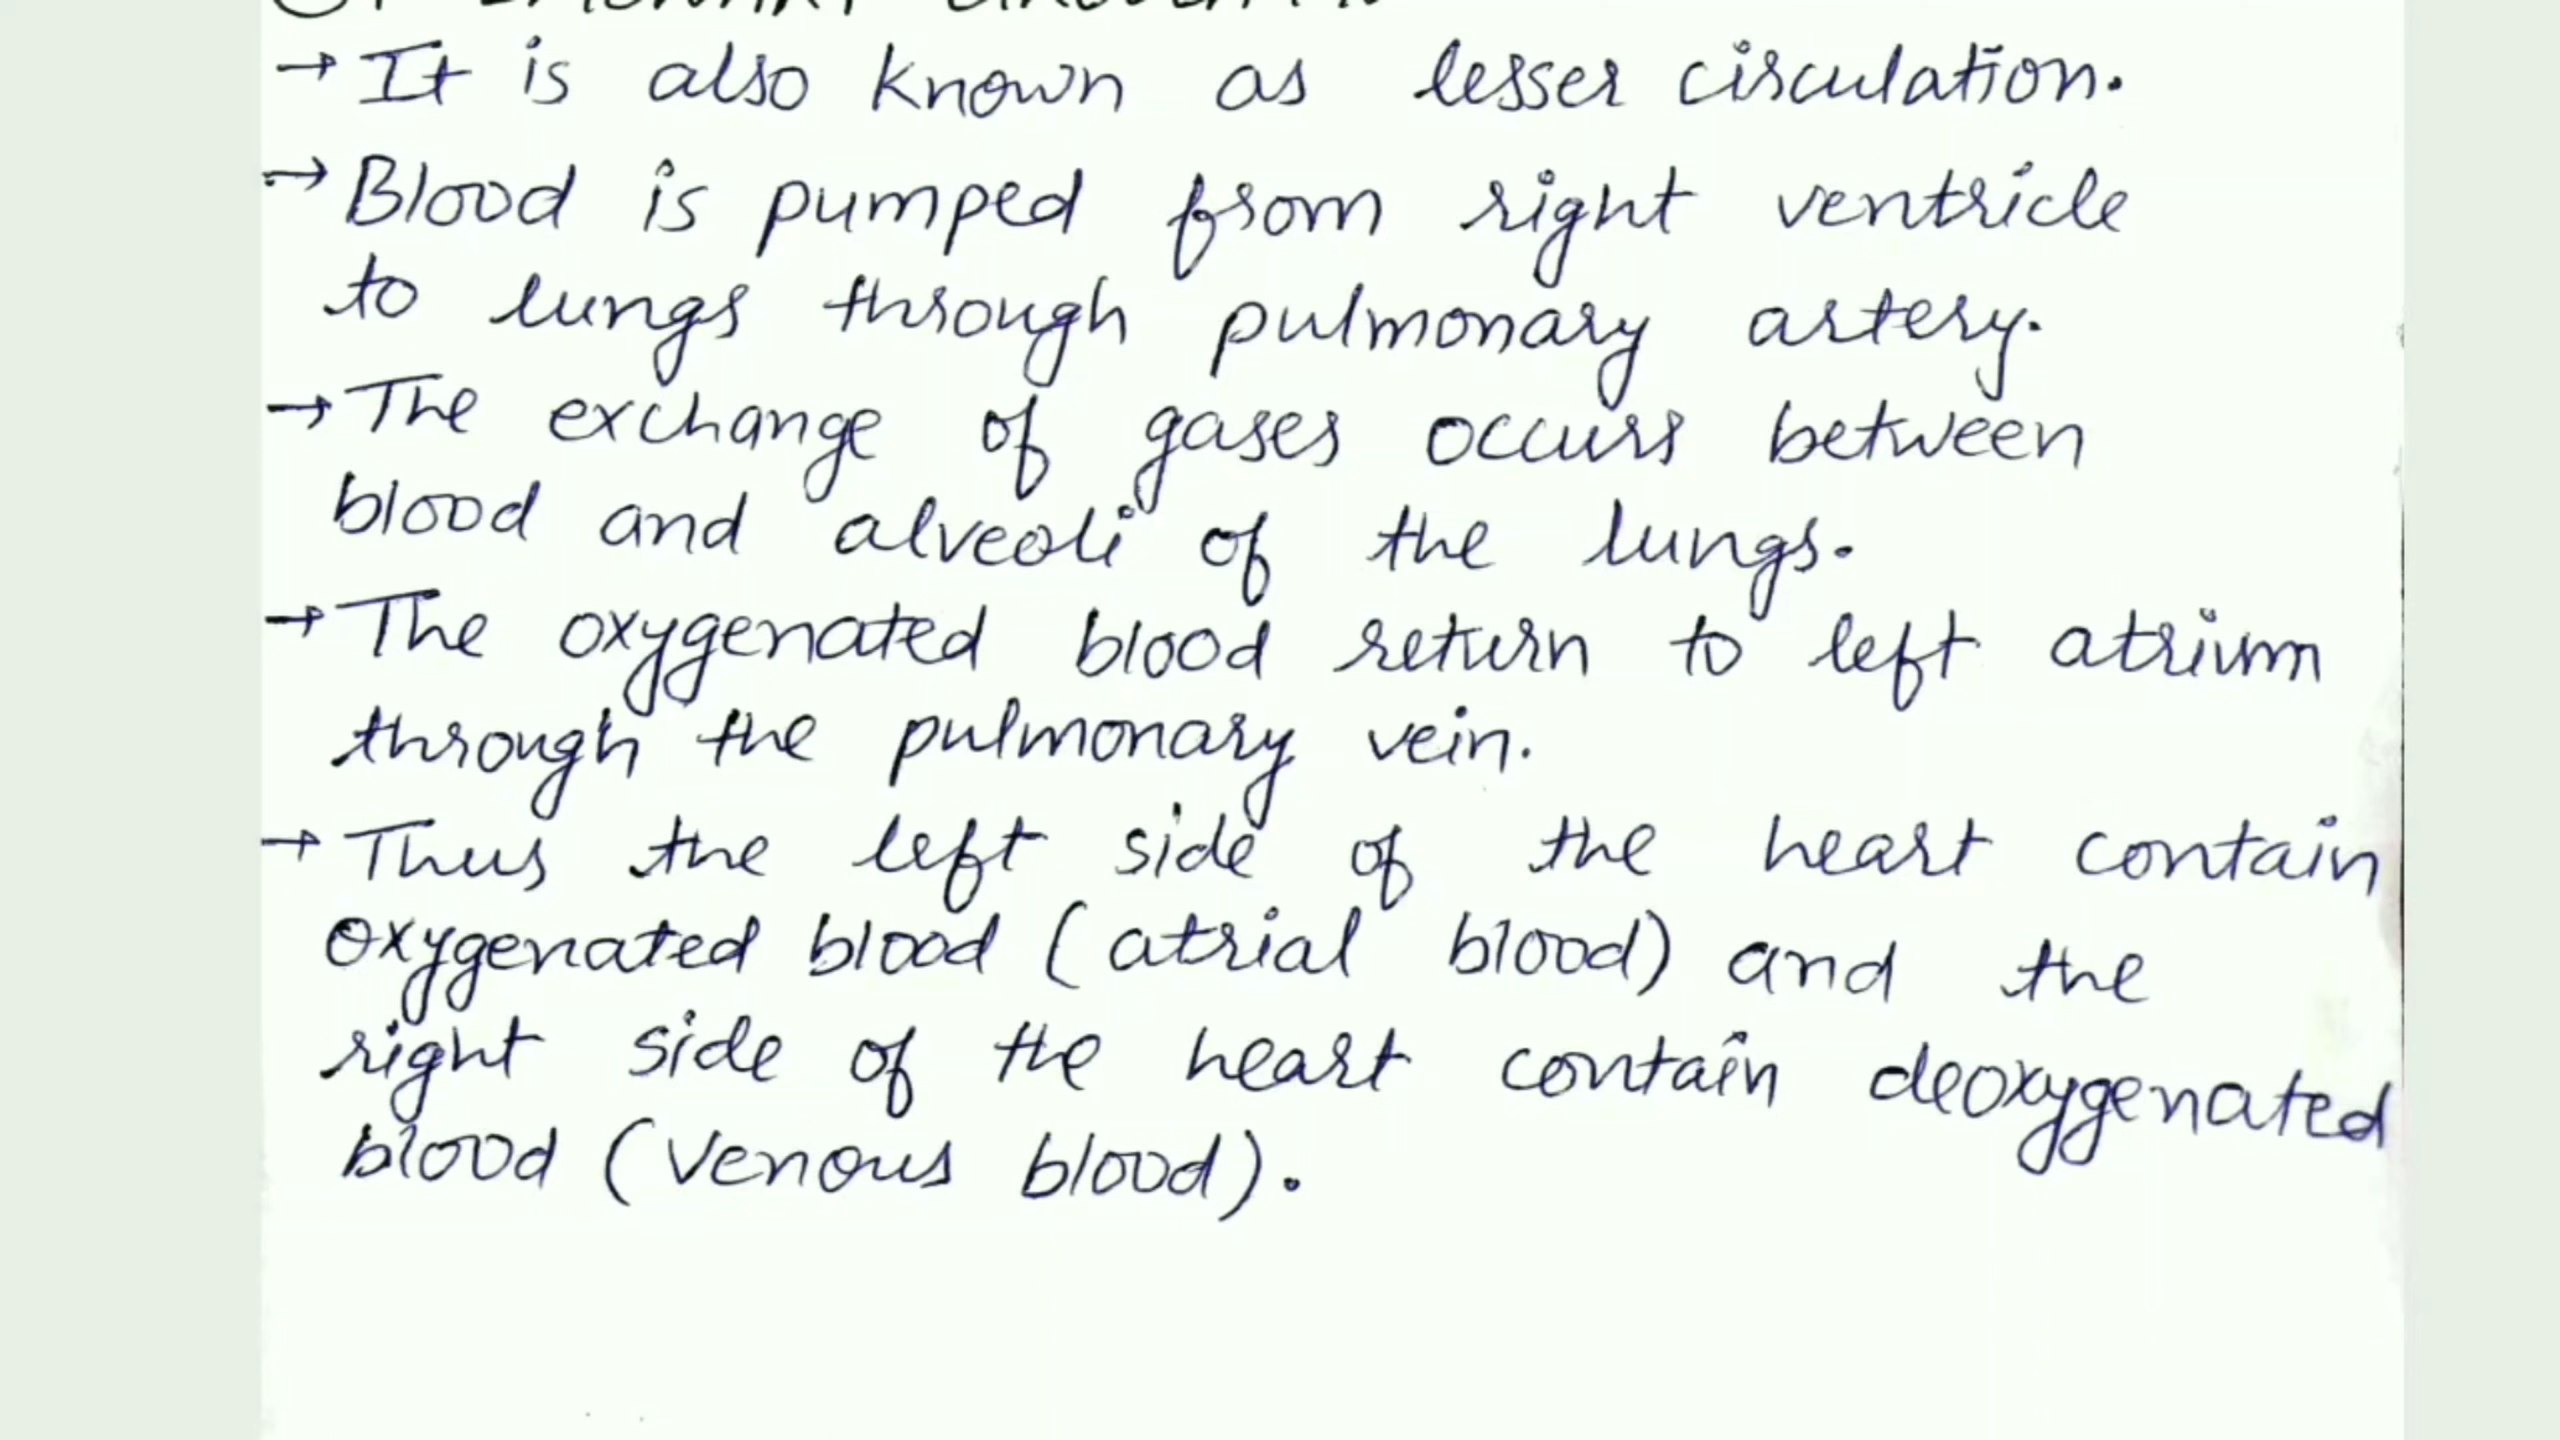 → It is also known as lesser circulation.
→ Blood is pumped from right ventricle
to lungs through pulmonary artery.
→ The exchange of gases occurs between
blood and alveoli of the lungs.
→ The oxygenated blood return to left atrium
through the pulmonary vein.
→ Thus the left side of the heart contain
oxygenated blood (atrial blood) and the
right side of the heart contain deoxygenated
blood (venous blood).